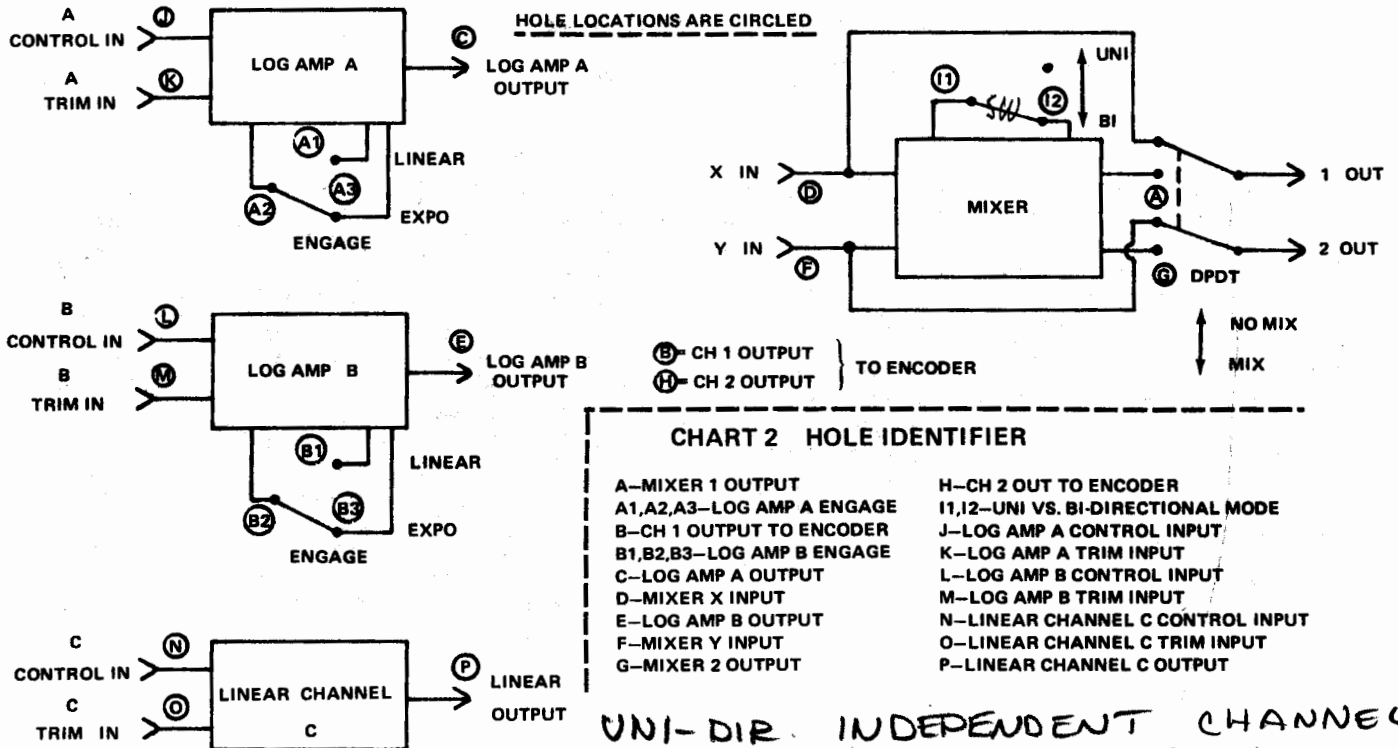 HOLE LOCATIONS ARE CIRCLED
A
CONTROL IN
J
A
TRIM IN
K
LOG AMP A
C
LOG AMP A
OUTPUT
A1
LINEAR
A2
A3
EXPO
ENGAGE
B
CONTROL IN
L
B
TRIM IN
M
LOG AMP B
E
LOG AMP B
OUTPUT
B1
LINEAR
B2
B3
EXPO
ENGAGE
C
CONTROL IN
N
C
TRIM IN
O
LINEAR CHANNEL
C
P
LINEAR
OUTPUT
I1
SW
I2
UNI
BI
X IN
D
Y IN
F
MIXER
A
1 OUT
G
2 OUT
DPDT
NO MIX
MIX
B = CH 1 OUTPUT
H = CH 2 OUTPUT
TO ENCODER
CHART 2 HOLE IDENTIFIER
A–MIXER 1 OUTPUT
A1,A2,A3–LOG AMP A ENGAGE
B–CH 1 OUTPUT TO ENCODER
B1,B2,B3–LOG AMP B ENGAGE
C–LOG AMP A OUTPUT
D–MIXER X INPUT
E–LOG AMP B OUTPUT
F–MIXER Y INPUT
G–MIXER 2 OUTPUT
H–CH 2 OUT TO ENCODER
I1,I2–UNI VS. BI-DIRECTIONAL MODE
J–LOG AMP A CONTROL INPUT
K–LOG AMP A TRIM INPUT
L–LOG AMP B CONTROL INPUT
M–LOG AMP B TRIM INPUT
N–LINEAR CHANNEL C CONTROL INPUT
O–LINEAR CHANNEL C TRIM INPUT
P–LINEAR CHANNEL C OUTPUT
UNI-DIR. INDEPENDENT CHANNEL